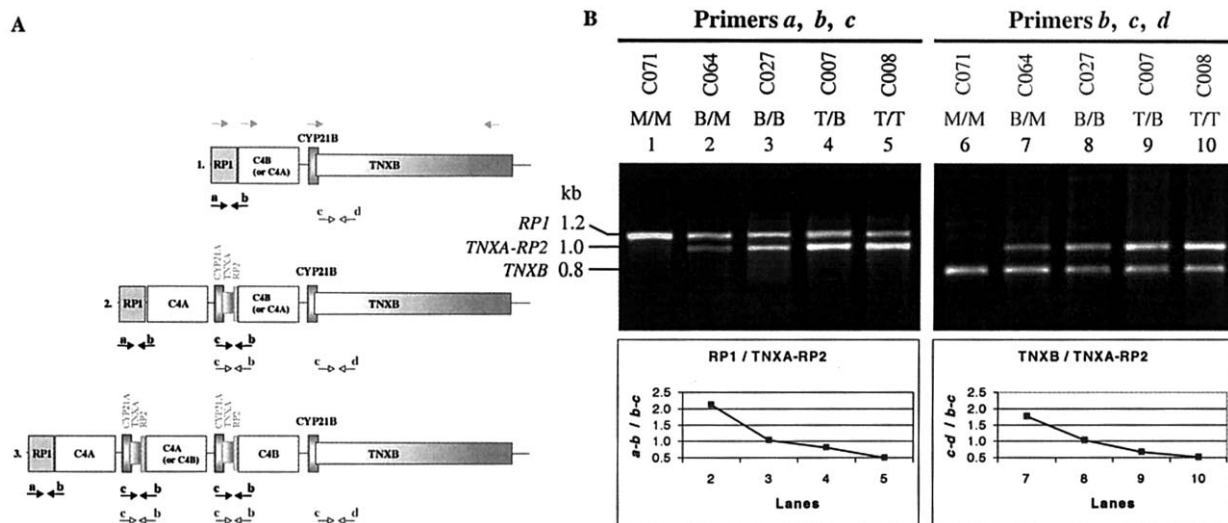 A
CYP21B
1.
RP1
C4B
(or C4A)
TNXB
a
b
c
d
CYP21A
TNXA
RP2
CYP21B
2.
RP1
C4A
C4B
(or C4A)
TNXB
a
b
c
b
c
b
c
d
CYP21A
TNXA
RP2
CYP21A
TNXA
RP2
CYP21B
3.
RP1
C4A
C4A
(or C4B)
C4B
TNXB
a
b
c
b
c
b
c
b
c
b
c
d
B
Primers a, b, c
Primers b, c, d
C071 C064 C027 C007 C008
C071 C064 C027 C007 C008
M/M B/M B/B T/B T/T
M/M B/M B/B T/B T/T
1 2 3 4 5
6 7 8 9 10
kb
RP1 1.2
TNXA-RP2 1.0
TNXB 0.8
RP1 / TNXA-RP2
a-b / b-c
2.5
2.0
1.5
1.0
0.5
2 3 4 5
Lanes
TNXB / TNXA-RP2
c-d / b-c
2.5
2.0
1.5
1.0
0.5
7 8 9 10
Lanes